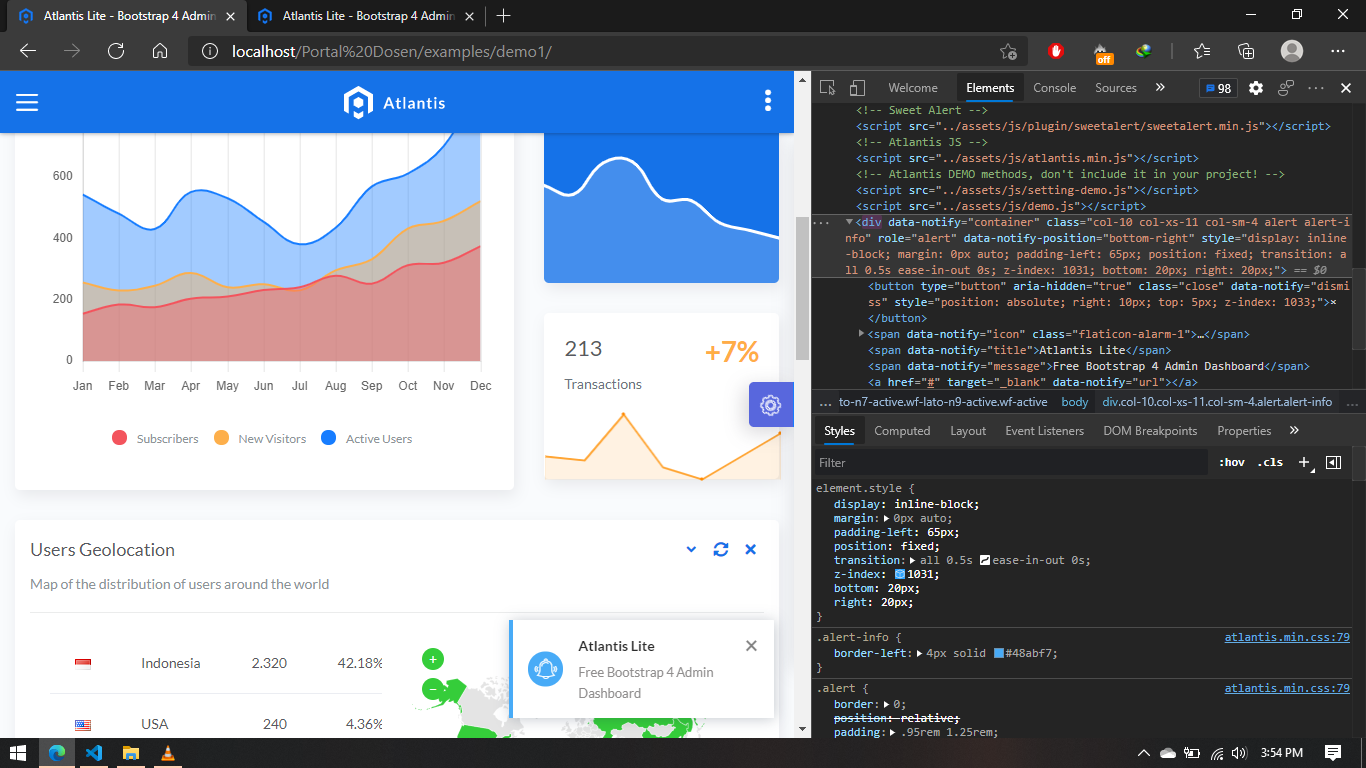 Atlantis Lite - Bootstrap 4 Admin
Atlantis Lite - Bootstrap 4 Admin
localhost/Portal%20Dosen/examples/demo1/
off
Atlantis
600
400
200
0
Jan Feb Mar Apr May Jun Jul Aug Sep Oct Nov Dec
Subscribers New Visitors Active Users
213 +7%
Transactions
Users Geolocation
Map of the distribution of users around the world
Indonesia 2.320 42.18%
USA 240 4.36%
+
−
Atlantis Lite
Free Bootstrap 4 Admin
Dashboard
Welcome Elements Console Sources » 98
<!-- Sweet Alert -->
<script src="../assets/js/plugin/sweetalert/sweetalert.min.js"></script>
<!-- Atlantis JS -->
<script src="../assets/js/atlantis.min.js"></script>
<!-- Atlantis DEMO methods, don't include it in your project! -->
<script src="../assets/js/setting-demo.js"></script>
<script src="../assets/js/demo.js"></script>
<div data-notify="container" class="col-10 col-xs-11 col-sm-4 alert alert-i
nfo" role="alert" data-notify-position="bottom-right" style="display: inline
-block; margin: 0px auto; padding-left: 65px; position: fixed; transition: a
ll 0.5s ease-in-out 0s; z-index: 1031; bottom: 20px; right: 20px;"> == $0
<button type="button" aria-hidden="true" class="close" data-notify="dismi
ss" style="position: absolute; right: 10px; top: 5px; z-index: 1033;">×
</button>
<span data-notify="icon" class="flaticon-alarm-1">…</span>
<span data-notify="title">Atlantis Lite</span>
<span data-notify="message">Free Bootstrap 4 Admin Dashboard</span>
<a href="#" target="_blank" data-notify="url"></a>
... to-n7-active.wf-lato-n9-active.wf-active body div.col-10.col-xs-11.col-sm-4.alert.alert-info ...
Styles Computed Layout Event Listeners DOM Breakpoints Properties »
Filter :hov .cls +
element.style {
display: inline-block;
margin: 0px auto;
padding-left: 65px;
position: fixed;
transition: all 0.5s ease-in-out 0s;
z-index: 1031;
bottom: 20px;
right: 20px;
}
.alert-info { atlantis.min.css:79
border-left: 4px solid #48abf7;
}
.alert { atlantis.min.css:79
border: 0;
position: relative;
padding: .95rem 1.25rem;
3:54 PM